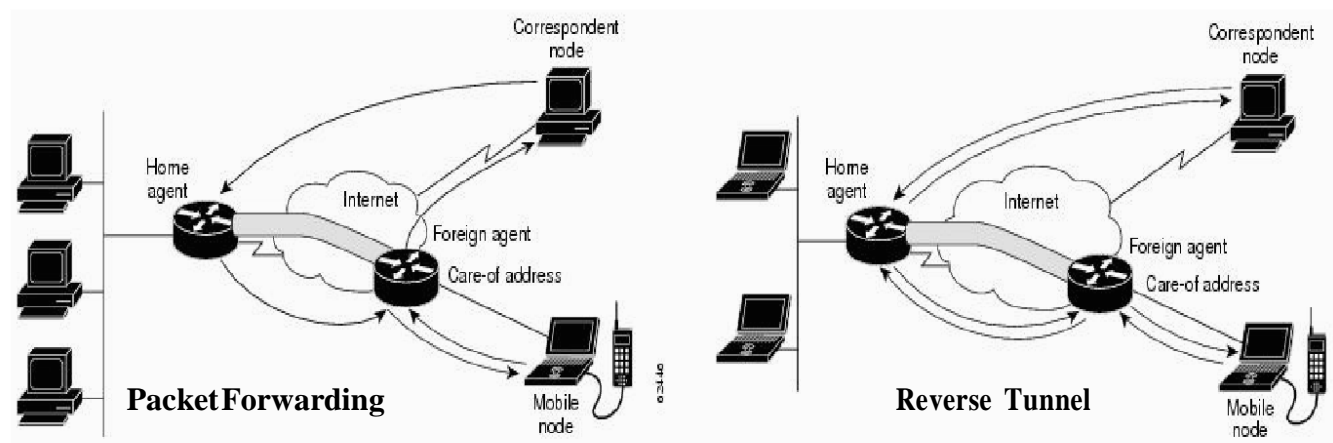 Correspondent
node
Home
agent
Internet
Foreign agent
Care-of address
Mobile
node
62446
Packet Forwarding
Correspondent
node
Home
agent
Internet
Foreign agent
Care-of address
Mobile
node
Reverse Tunnel